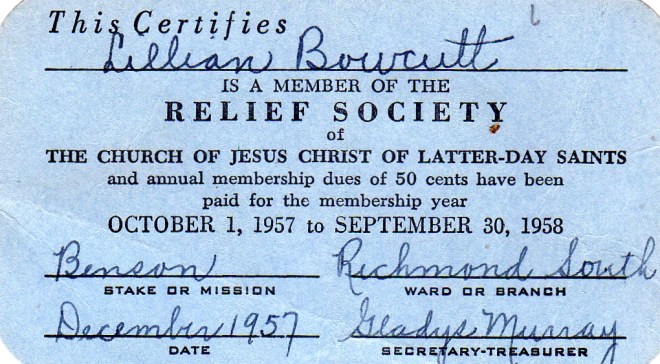 This Certifies
Lillian Bowcutt
IS A MEMBER OF THE
RELIEF SOCIETY
of
THE CHURCH OF JESUS CHRIST OF LATTER-DAY SAINTS
and annual membership dues of 50 cents have been
paid for the membership year
OCTOBER 1, 1957 to SEPTEMBER 30, 1958
Benson Richmond South
STAKE OR MISSION WARD OR BRANCH
December 1957 Gladys Murray
DATE SECRETARY-TREASURER